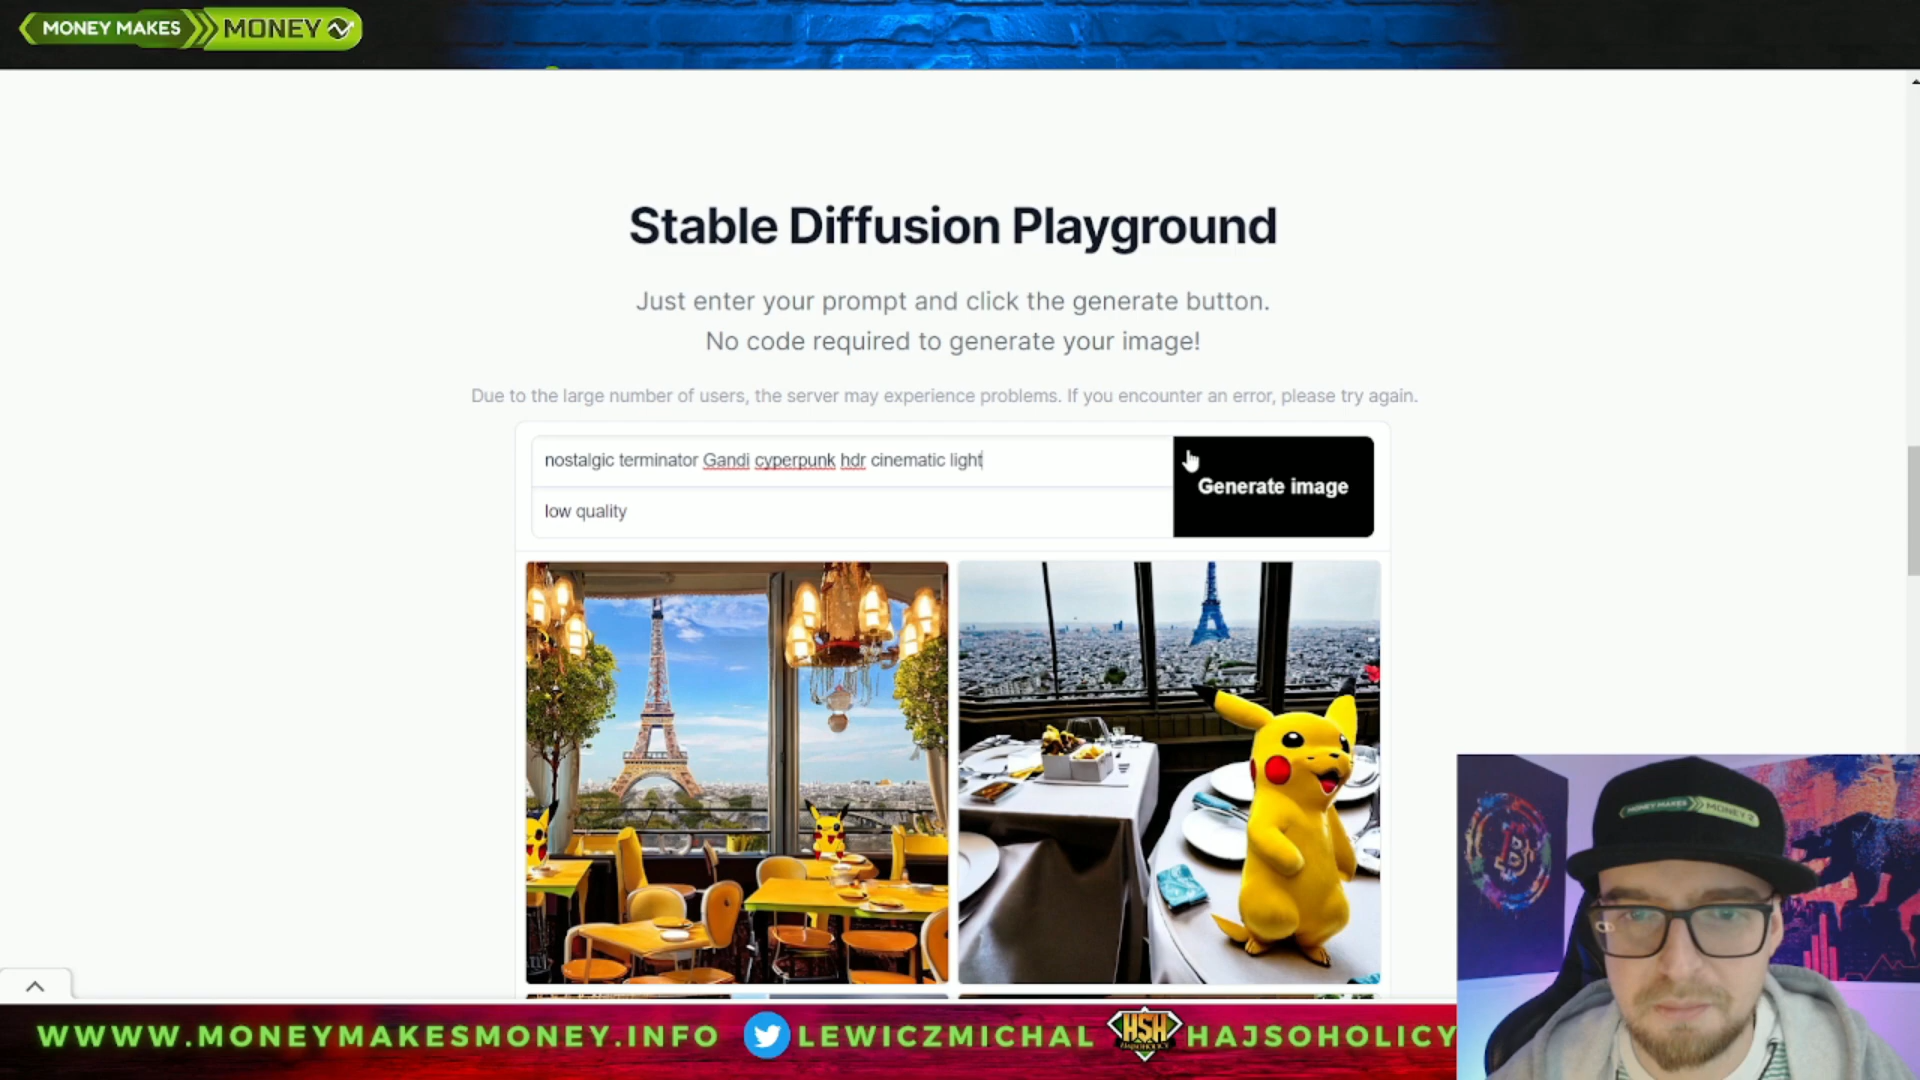 MONEY MAKES MONEY
Stable Diffusion Playground
Just enter your prompt and click the generate button.
No code required to generate your image!
Due to the large number of users, the server may experience problems. If you encounter an error, please try again.
nostalgic terminator Gandi cyperpunk hdr cinematic light
Generate image
low quality
MONEY MAKES MONEY
WWWW.MONEYMAKESMONEY.INFO
LEWICZMICHAL
HSH
HAJSOHOLICY